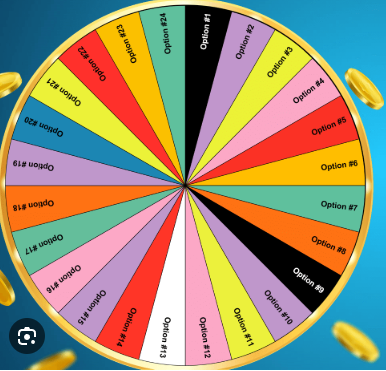 Option #1
Option #2
Option #3
Option #4
Option #5
Option #6
Option #7
Option #8
Option #9
Option #10
Option #11
Option #12
Option #13
Option #14
Option #15
Option #16
Option #17
Option #18
Option #19
Option #20
Option #21
Option #22
Option #23
Option #24